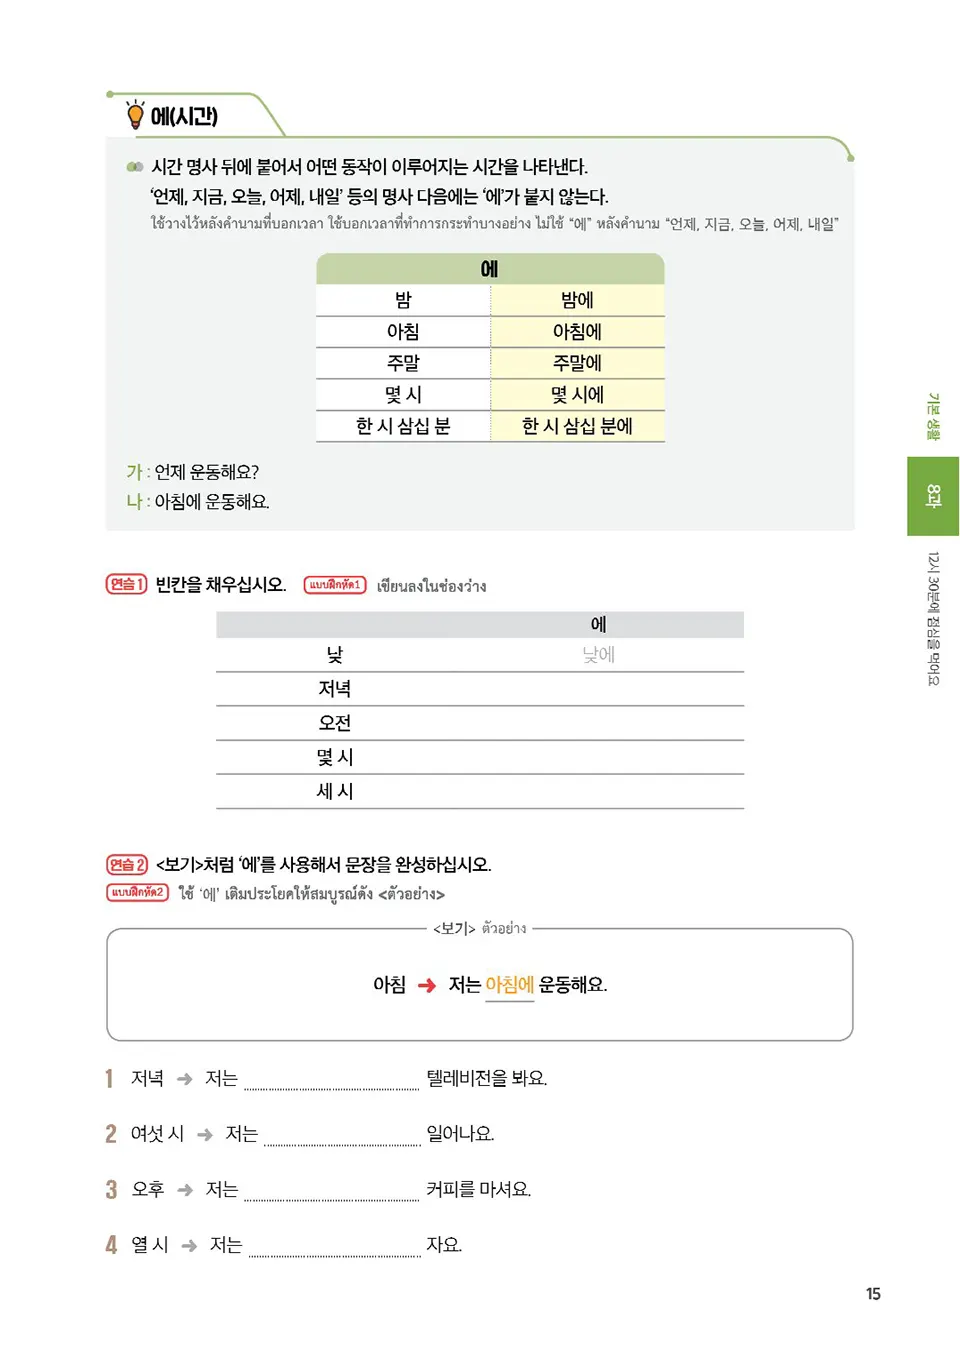 에(시간)
시간 명사 뒤에 붙어서 어떤 동작이 이루어지는 시간을 나타낸다.
‘언제, 지금, 오늘, 어제, 내일’ 등의 명사 다음에는 ‘에’가 붙지 않는다.
ใช้วางไว้หลังคำนามที่บอกเวลา ใช้บอกเวลาที่ทำการกระทำบางอย่าง ไม่ใช้ “에” หลังคำนาม “언제, 지금, 오늘, 어제, 내일”
에
밤 밤에
아침 아침에
주말 주말에
몇 시 몇 시에
한 시 삼십 분 한 시 삼십 분에
가 : 언제 운동해요?
나 : 아침에 운동해요.
연습 1 빈칸을 채우십시오. แบบฝึกหัด1 เขียนลงในช่องว่าง
에
낮 낮에
저녁
오전
몇 시
세 시
연습 2 <보기>처럼 ‘에’를 사용해서 문장을 완성하십시오.
แบบฝึกหัด2 ใช้ ‘에’ เติมประโยคให้สมบูรณ์ดัง <ตัวอย่าง>
<보기> ตัวอย่าง
아침 ➜ 저는 아침에 운동해요.
1 저녁 ➜ 저는 텔레비전을 봐요.
2 여섯 시 ➜ 저는 일어나요.
3 오후 ➜ 저는 커피를 마셔요.
4 열 시 ➜ 저는 자요.
기본 생활
8과
12시 30분에 점심을 먹어요
15